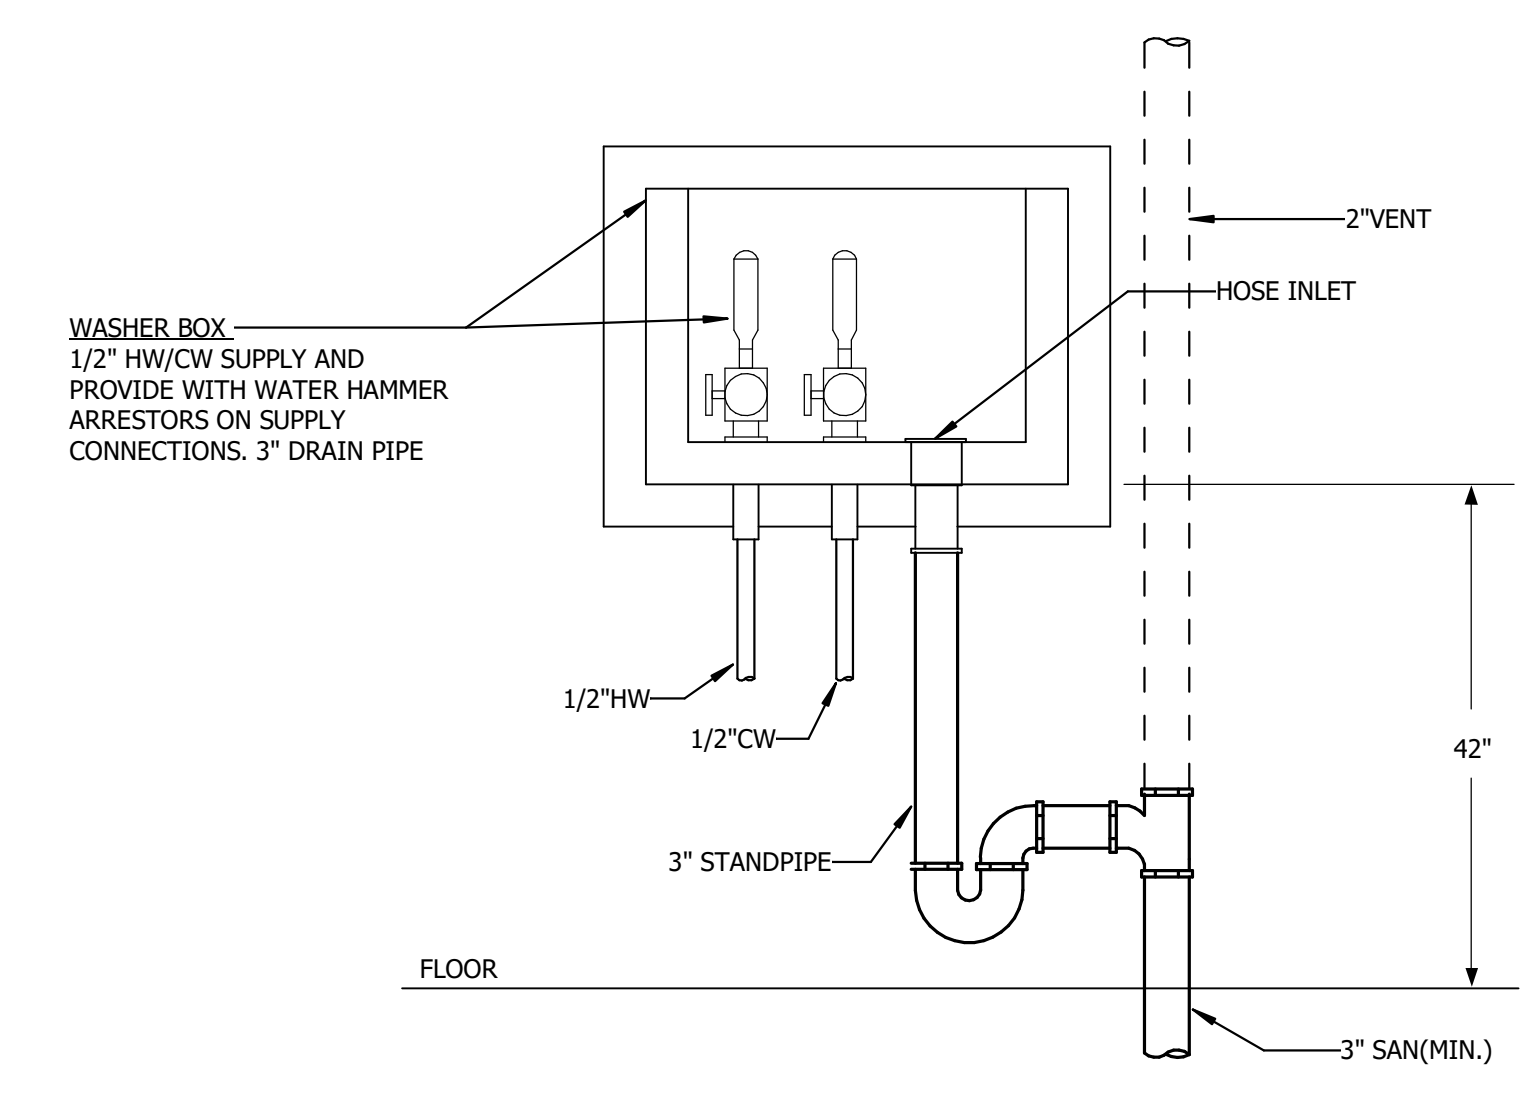 2"VENT
HOSE INLET
WASHER BOX
1/2" HW/CW SUPPLY AND
PROVIDE WITH WATER HAMMER
ARRESTORS ON SUPPLY
CONNECTIONS. 3" DRAIN PIPE
1/2"HW
1/2"CW
42"
3" STANDPIPE
FLOOR
3" SAN(MIN.)